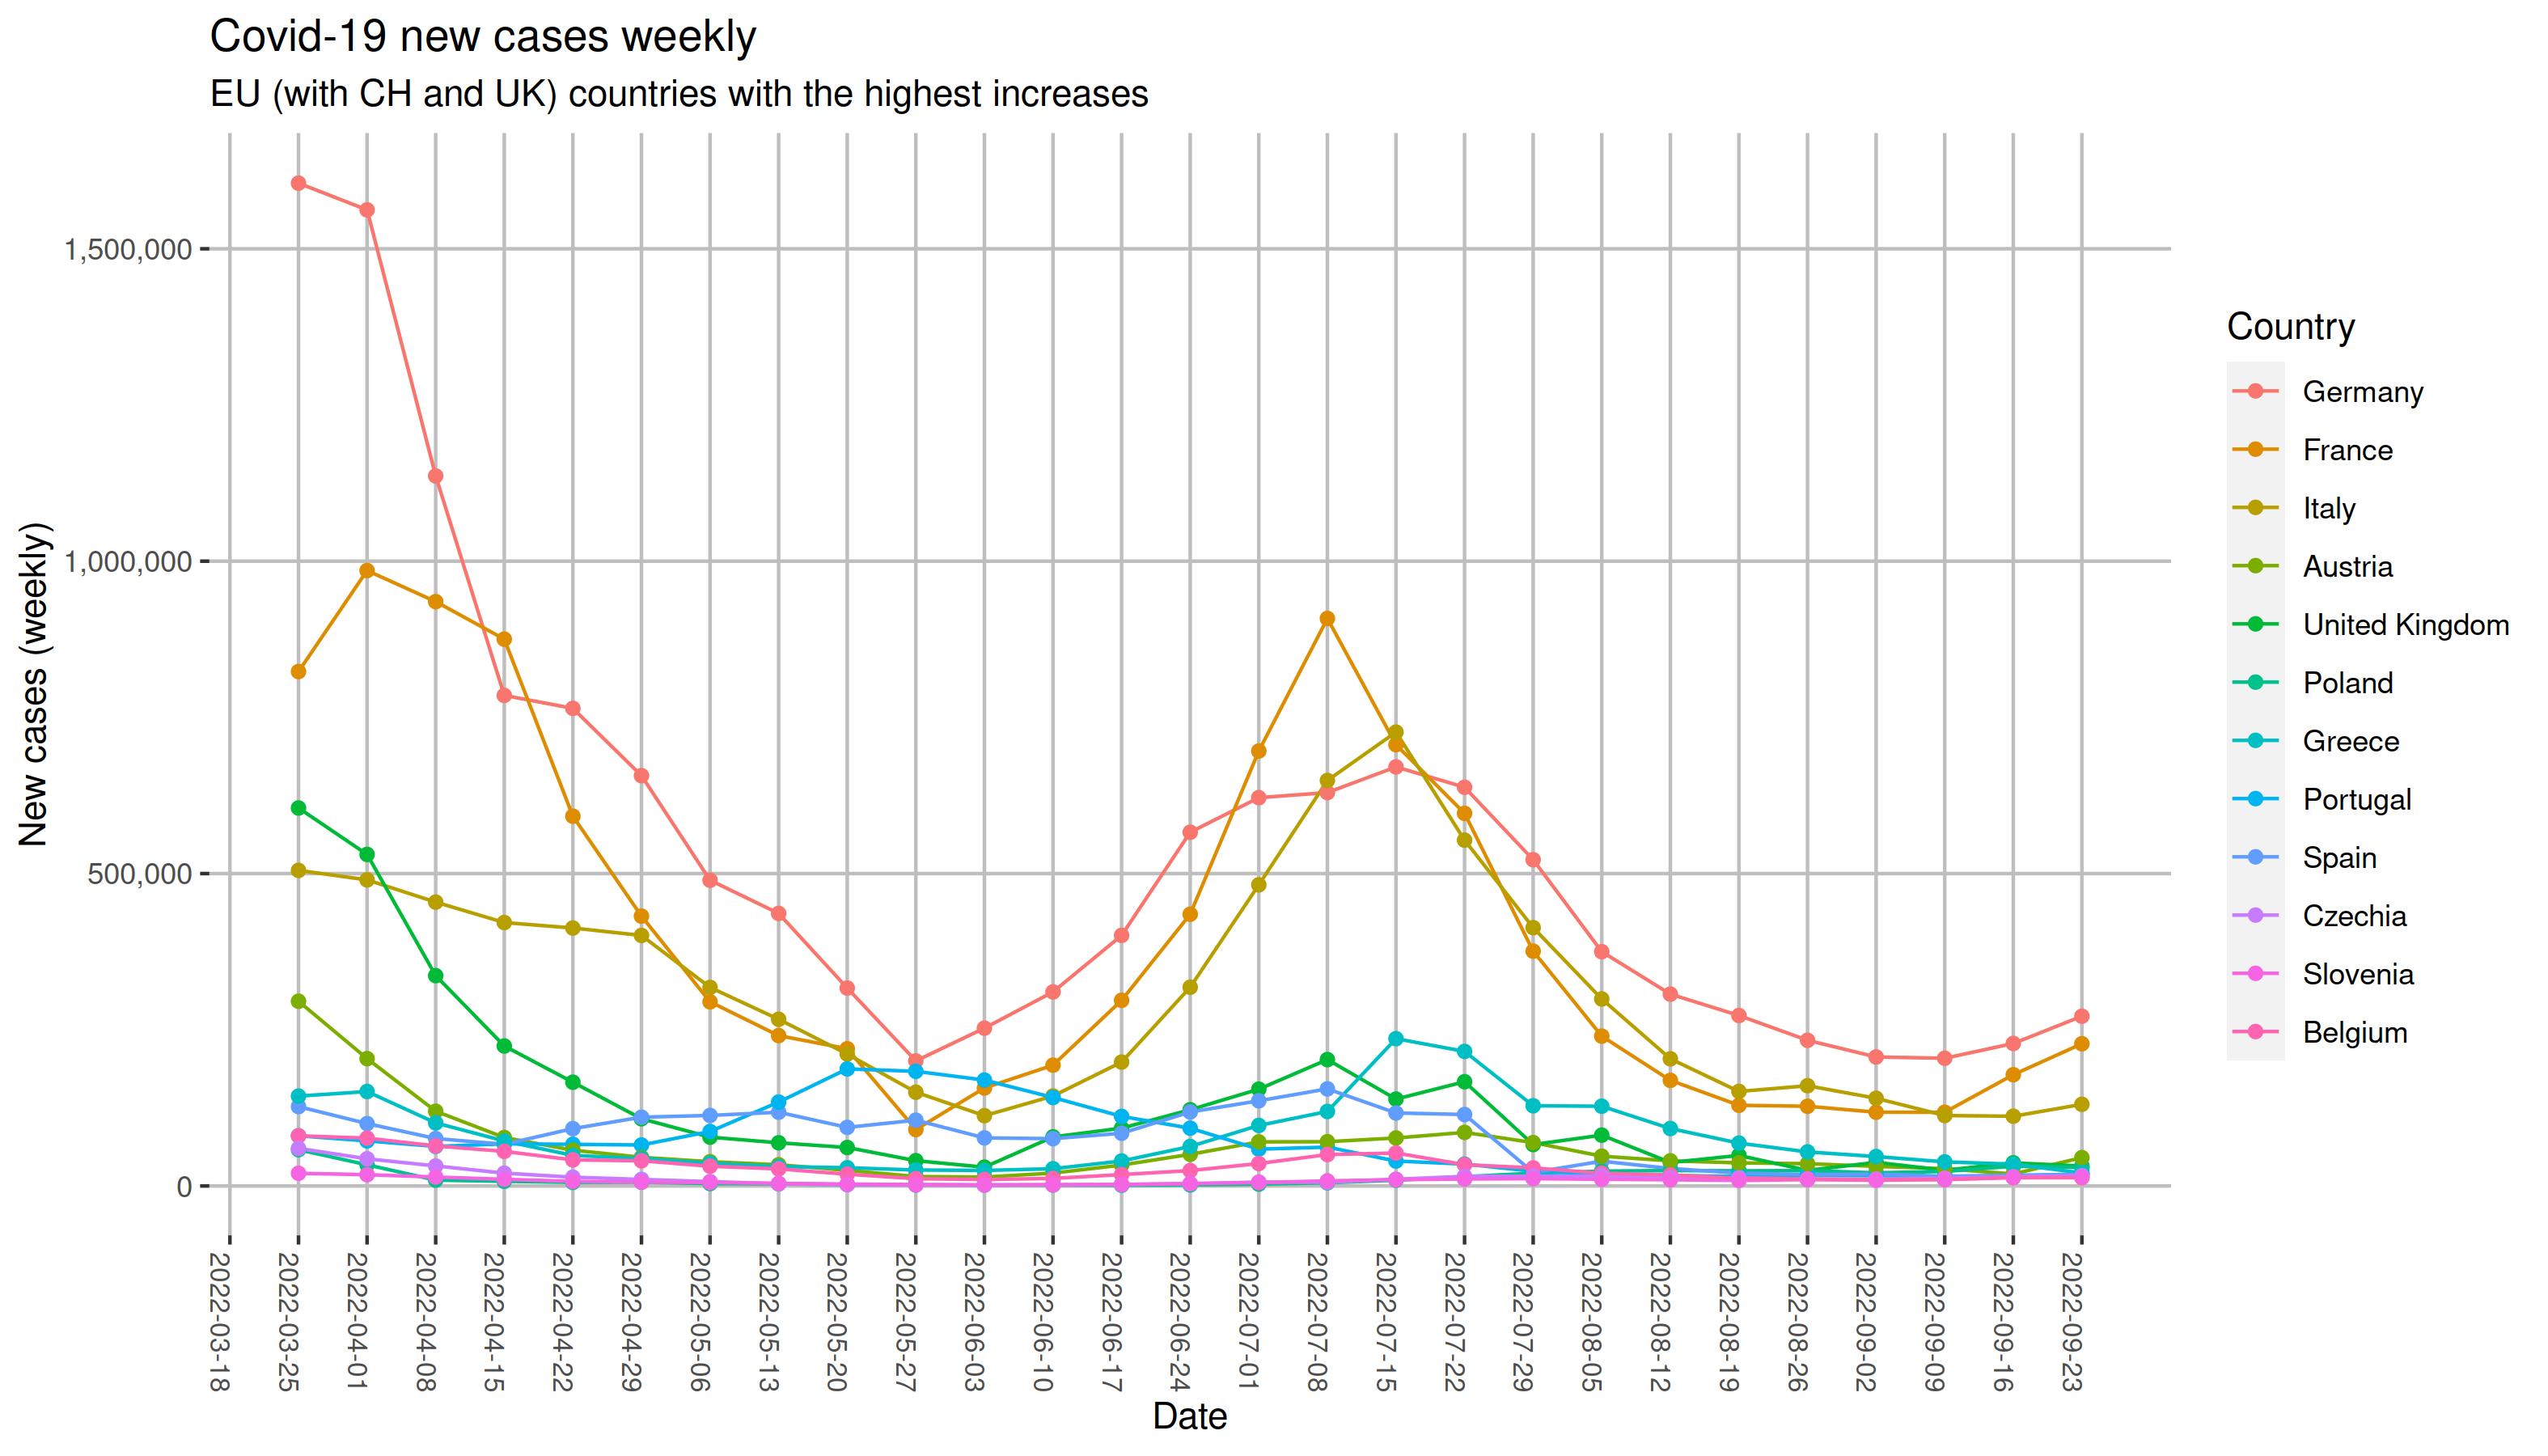 Covid-19 new cases weekly
EU (with CH and UK) countries with the highest increases
New cases (weekly)
1,500,000
1,000,000
500,000
0
2022-03-18
2022-03-25
2022-04-01
2022-04-08
2022-04-15
2022-04-22
2022-04-29
2022-05-06
2022-05-13
2022-05-20
2022-05-27
2022-06-03
2022-06-10
2022-06-17
2022-06-24
2022-07-01
2022-07-08
2022-07-15
2022-07-22
2022-07-29
2022-08-05
2022-08-12
2022-08-19
2022-08-26
2022-09-02
2022-09-09
2022-09-16
2022-09-23
Date
Country
Germany
France
Italy
Austria
United Kingdom
Poland
Greece
Portugal
Spain
Czechia
Slovenia
Belgium